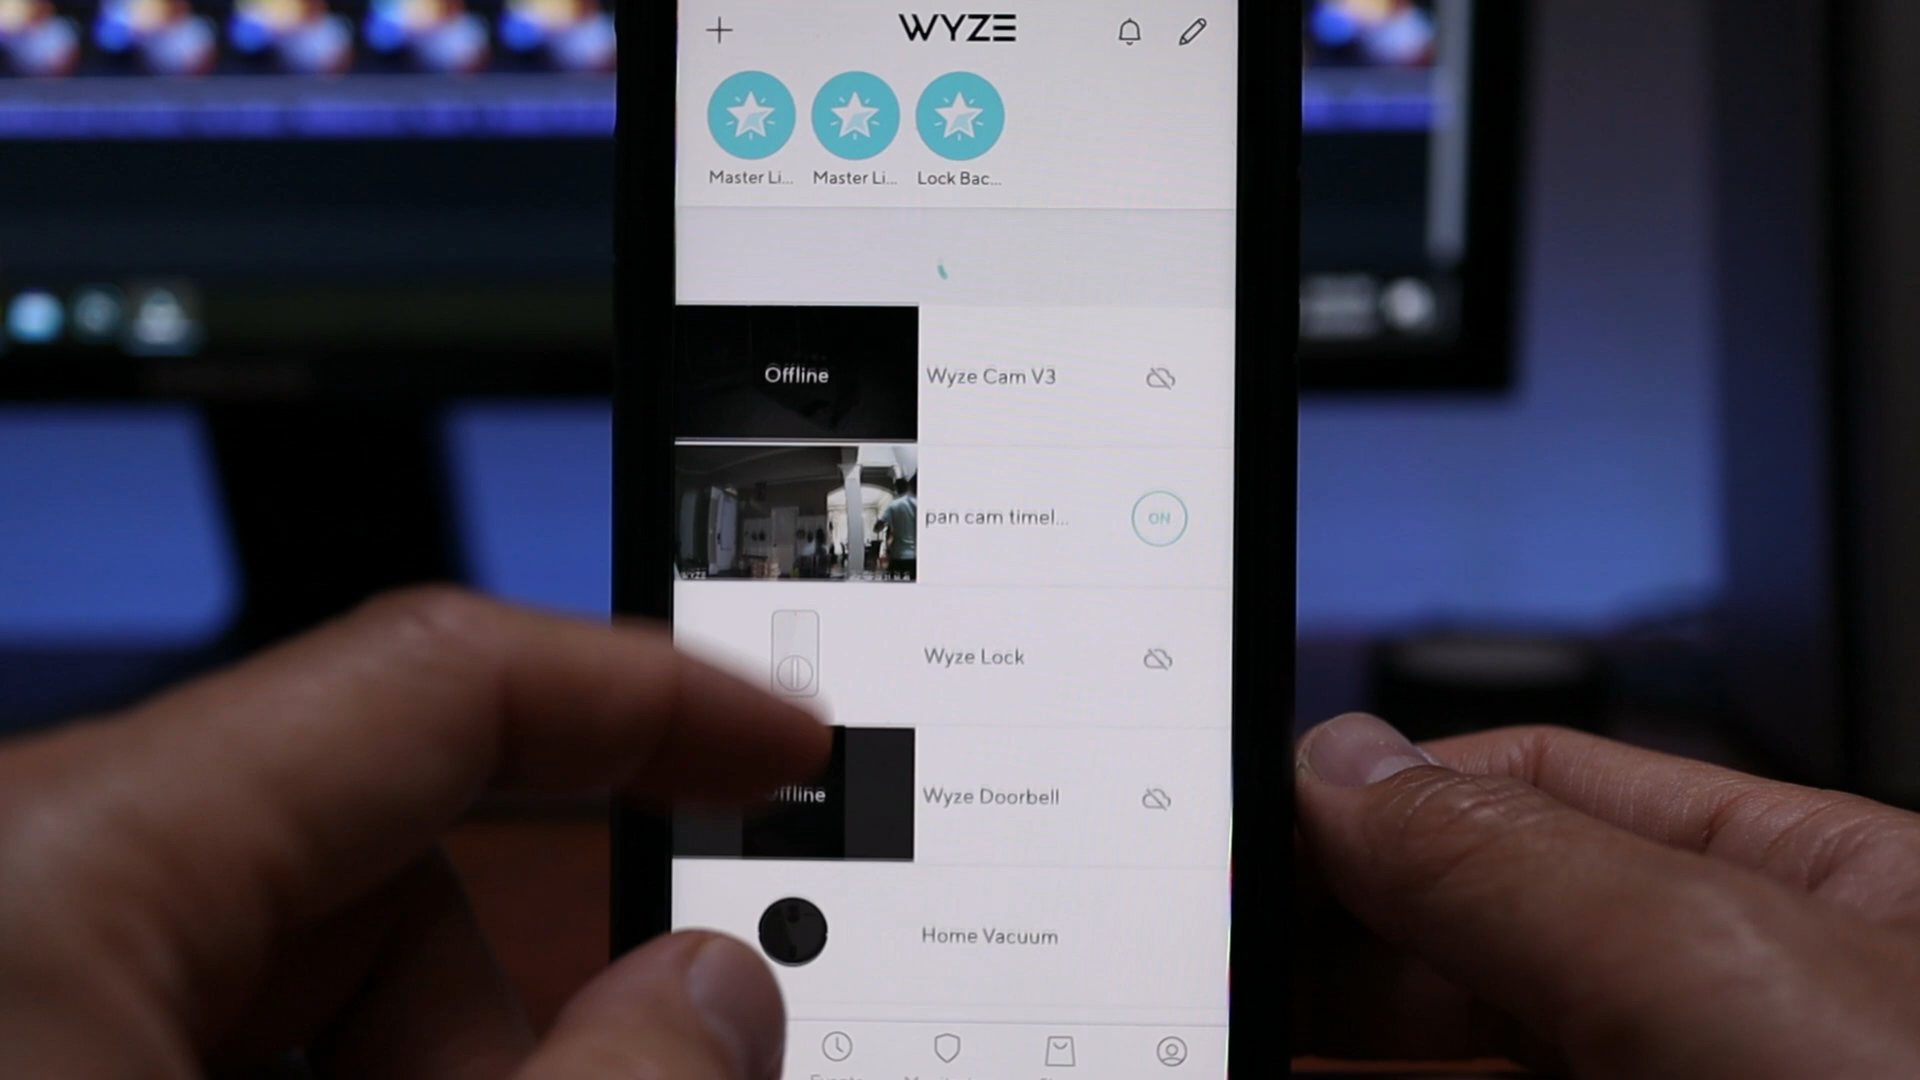 WYZE
Master Li...
Master Li...
Lock Bac...
Offline
Wyze Cam V3
pan cam timel...
ON
WYZE
Wyze Lock
Wyze Doorbell
Home Vacuum